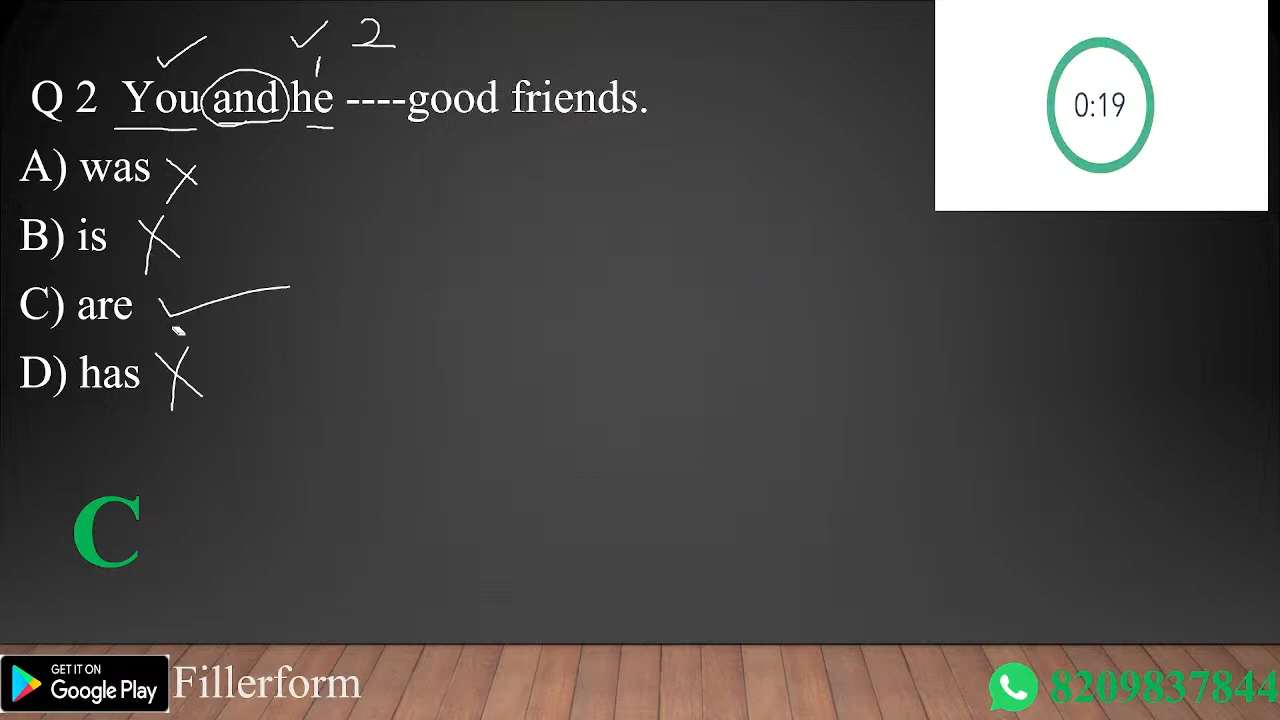 2
Q 2 You and he ----good friends.
0:19
A) was
B) is
C) are
D) has
C
GET IT ON
Google Play
Fillerform
8209837844